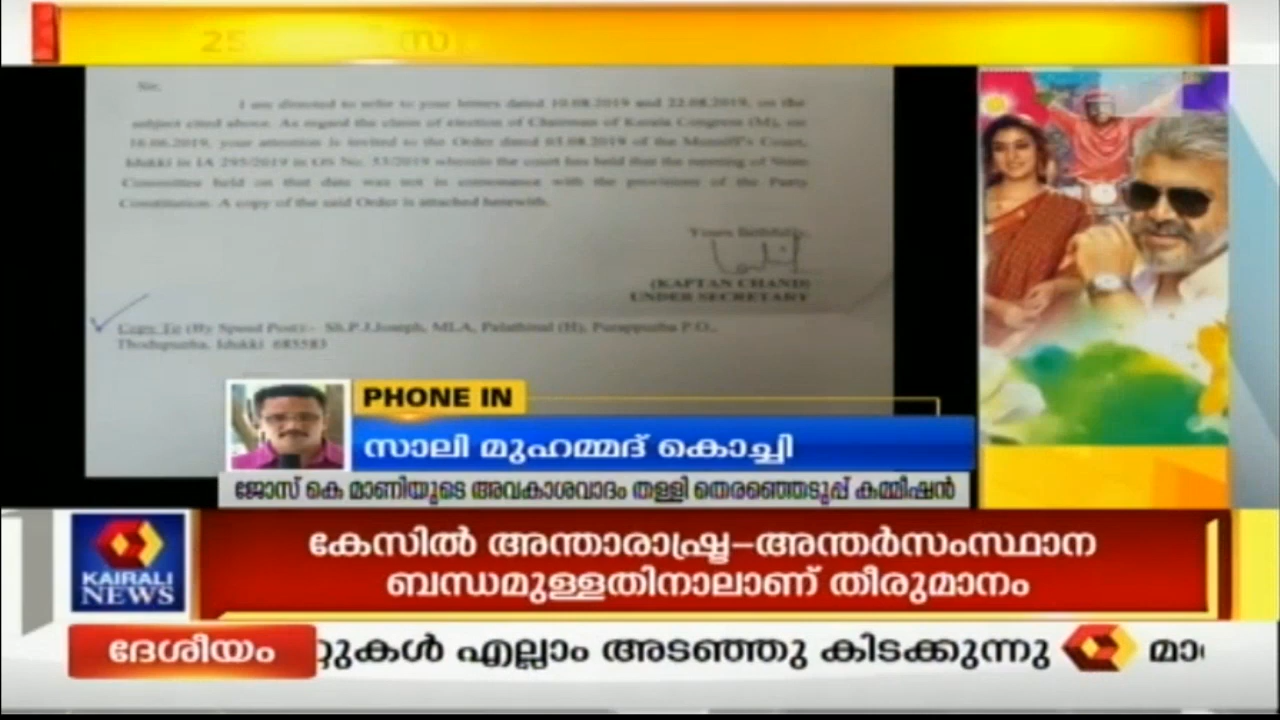 25 സ
Sir,
I am directed to refer to your letters dated 10.08.2019 and 22.08.2019, on the
subject cited above. As regard the claim of election of Chairman of Kerala Congress (M), on
16.06.2019, your attention is invited to the Order dated 03.08.2019 of the Munsiff's Court,
Idukki in IA 295/2019 in OS No. 53/2019 wherein the court has held that the meeting of State
Committee held on that date was not in consonance with the provisions of the Party
Constitution. A copy of the said Order is attached herewith.
Yours faithfully,
(KAPTAN CHAND)
UNDER SECRETARY
Copy To (By Speed Post):- Sh.P.J.Joseph, MLA, Palathinal (H), Purappuzha P.O.,
Thodupuzha, Idukki 685583
PHONE IN
സാലി മുഹമ്മദ് കൊച്ചി
ജോസ് കെ മാണിയുടെ അവകാശവാദം തള്ളി തെരഞ്ഞെടുപ്പ് കമ്മീഷൻ
KAIRALI
NEWS
കേസിൽ അന്താരാഷ്ട്ര-അന്തർസംസ്ഥാന
ബന്ധമുള്ളതിനാലാണ് തീരുമാനം
ദേശീയം റ്റുകൾ എല്ലാം അടഞ്ഞു കിടക്കുന്നു